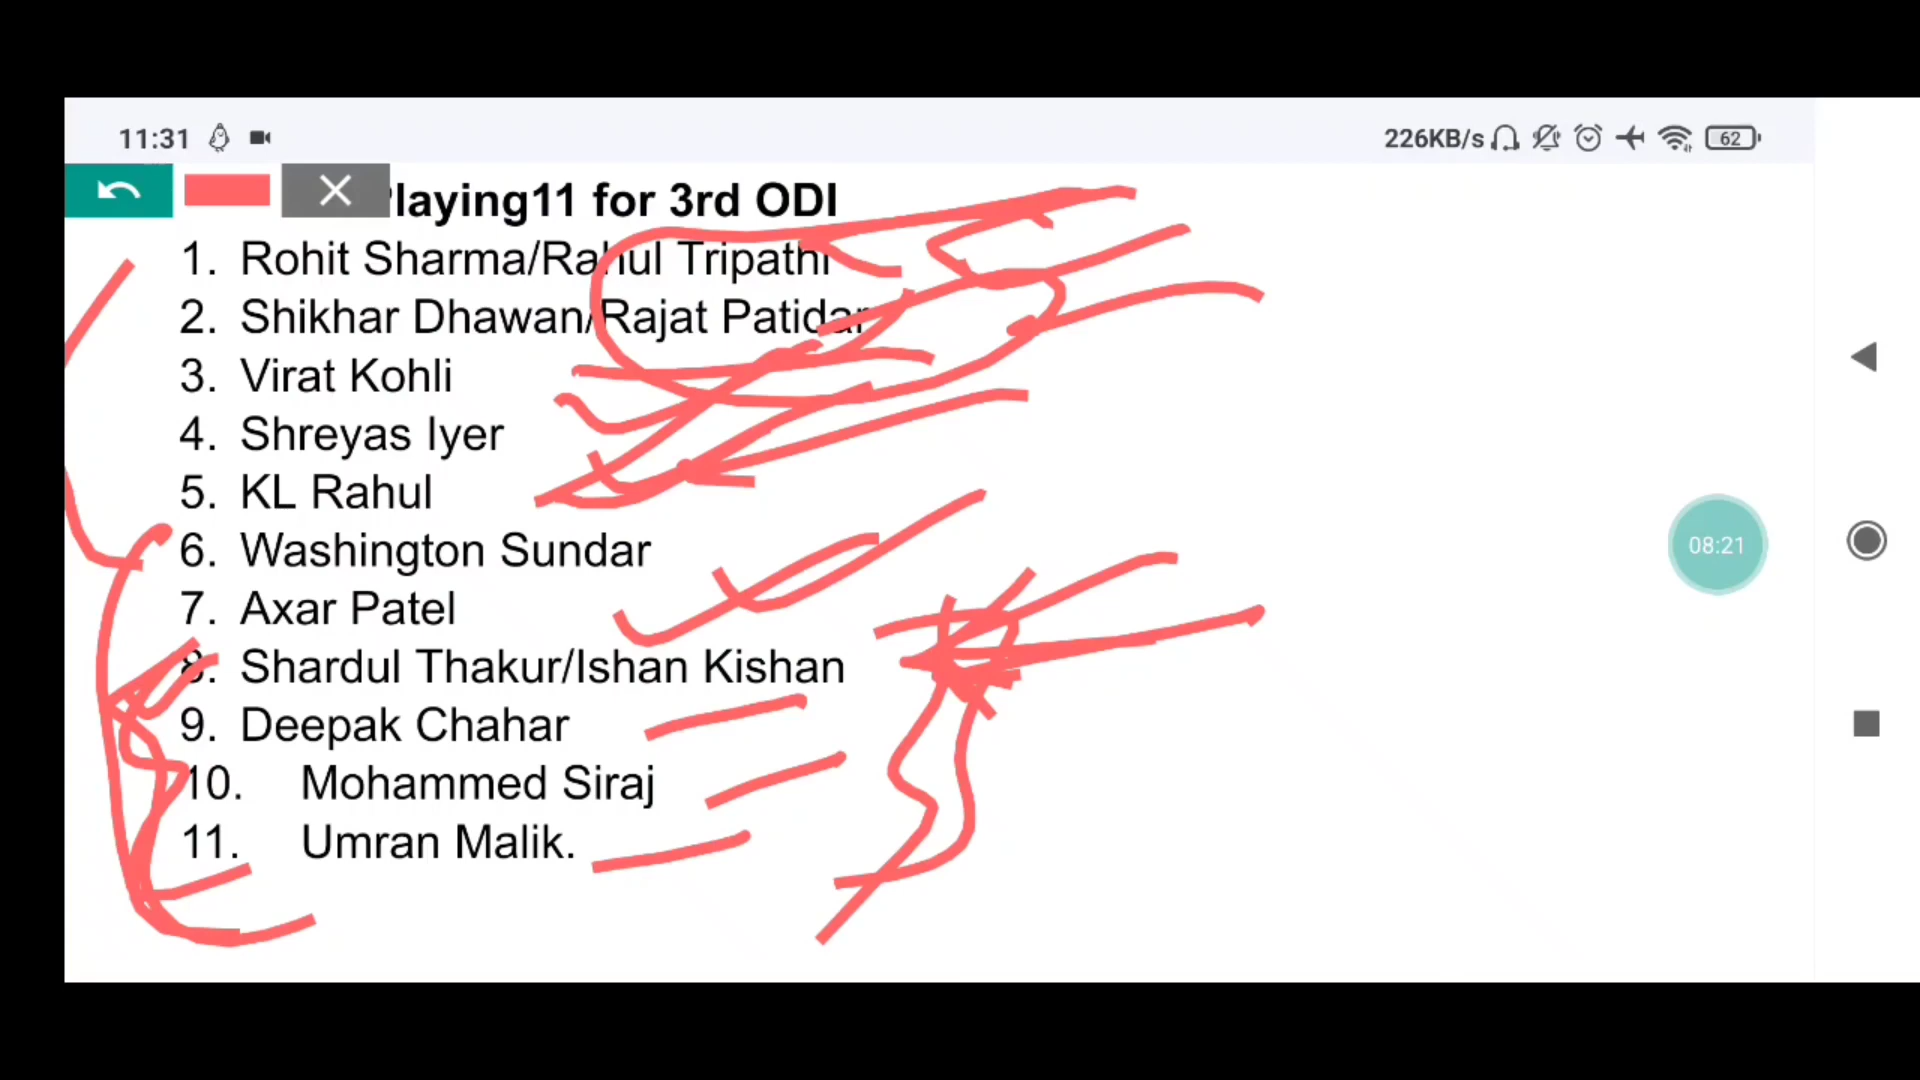 11:31 226KB/s 62
laying11 for 3rd ODI
1. Rohit Sharma/Rahul Tripathi
2. Shikhar Dhawan/Rajat Patidar
3. Virat Kohli
4. Shreyas Iyer
5. KL Rahul
6. Washington Sundar
7. Axar Patel
8. Shardul Thakur/Ishan Kishan
9. Deepak Chahar
10. Mohammed Siraj
11. Umran Malik.
08:21